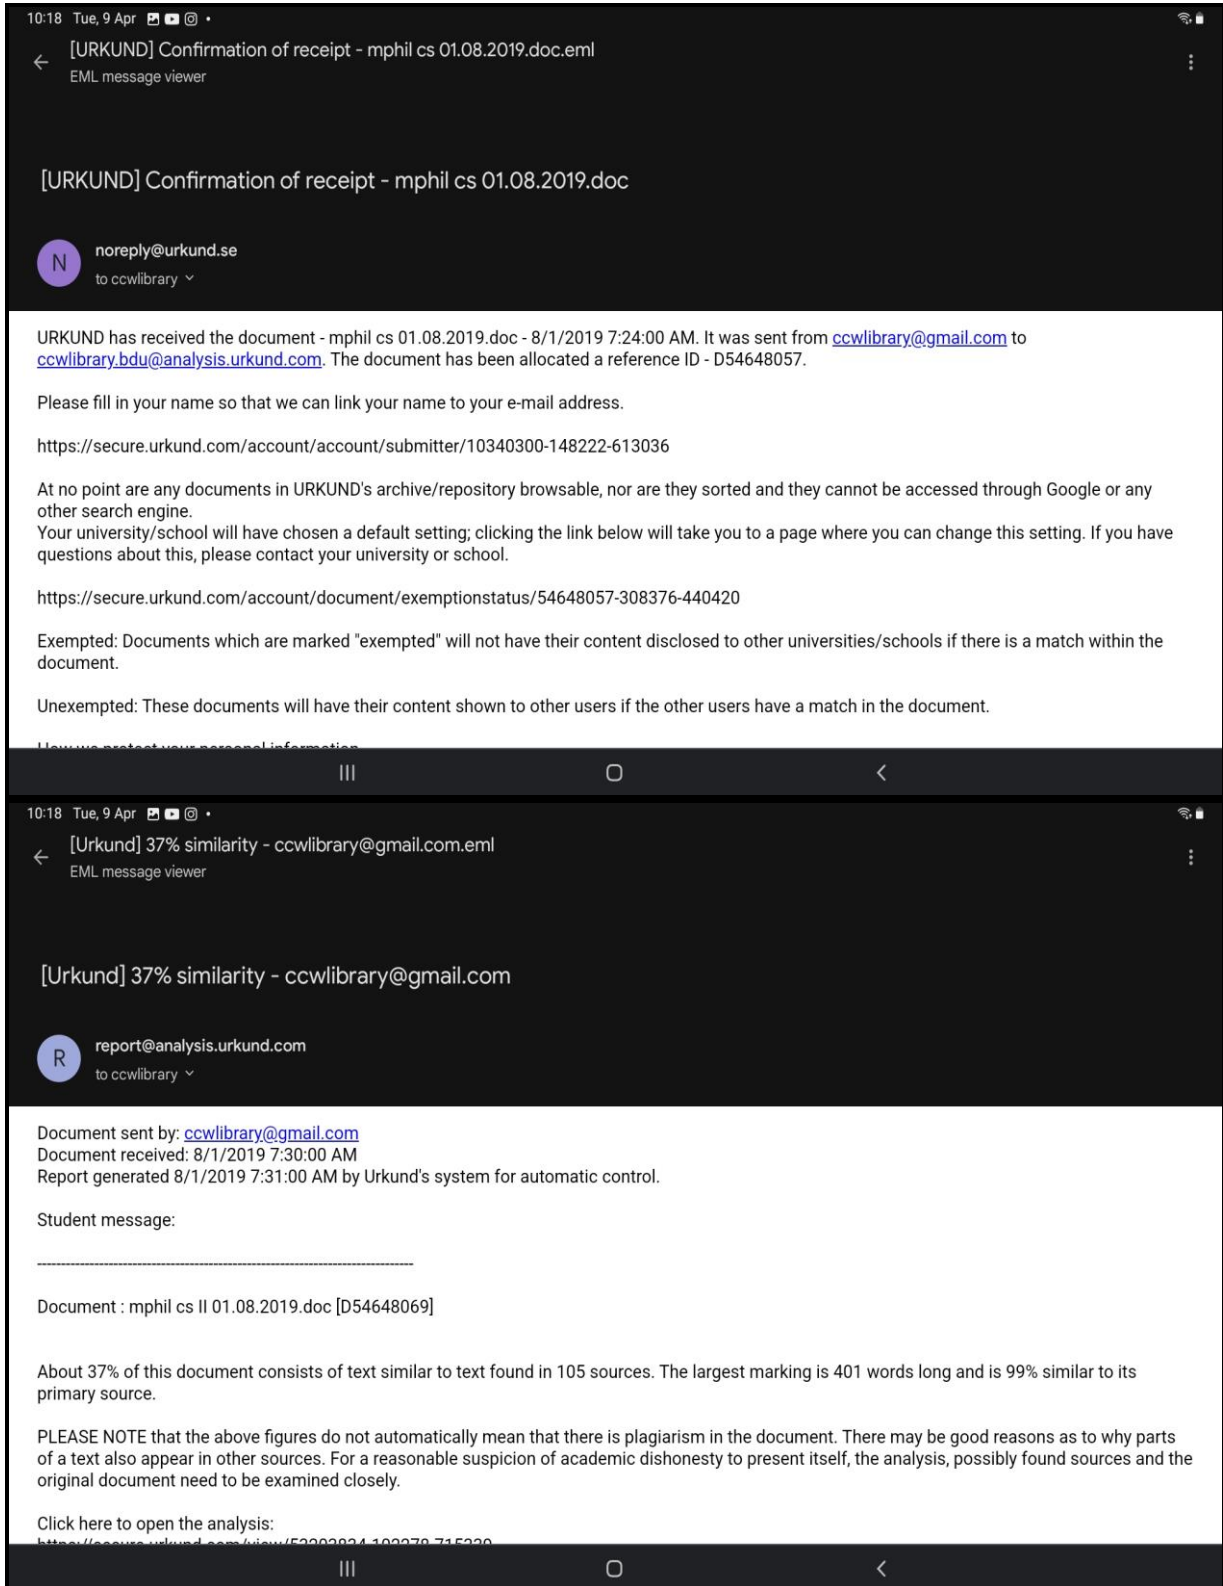 10:18 Tue, 9 Apr
[URKUND] Confirmation of receipt - mphil cs 01.08.2019.doc.eml
EML message viewer
[URKUND] Confirmation of receipt - mphil cs 01.08.2019.doc
N
noreply@urkund.se
to ccwlibrary
URKUND has received the document - mphil cs 01.08.2019.doc - 8/1/2019 7:24:00 AM. It was sent from ccwlibrary@gmail.com to
ccwlibrary.bdu@analysis.urkund.com. The document has been allocated a reference ID - D54648057.
Please fill in your name so that we can link your name to your e-mail address.
https://secure.urkund.com/account/account/submitter/10340300-148222-613036
At no point are any documents in URKUND's archive/repository browsable, nor are they sorted and they cannot be accessed through Google or any
other search engine.
Your university/school will have chosen a default setting; clicking the link below will take you to a page where you can change this setting. If you have
questions about this, please contact your university or school.
https://secure.urkund.com/account/document/exemptionstatus/54648057-308376-440420
Exempted: Documents which are marked "exempted" will not have their content disclosed to other universities/schools if there is a match within the
document.
Unexempted: These documents will have their content shown to other users if the other users have a match in the document.
How we protect your personal information
10:18 Tue, 9 Apr
[Urkund] 37% similarity - ccwlibrary@gmail.com.eml
EML message viewer
[Urkund] 37% similarity - ccwlibrary@gmail.com
R
report@analysis.urkund.com
to ccwlibrary
Document sent by: ccwlibrary@gmail.com
Document received: 8/1/2019 7:30:00 AM
Report generated 8/1/2019 7:31:00 AM by Urkund's system for automatic control.
Student message:
Document : mphil cs II 01.08.2019.doc [D54648069]
About 37% of this document consists of text similar to text found in 105 sources. The largest marking is 401 words long and is 99% similar to its
primary source.
PLEASE NOTE that the above figures do not automatically mean that there is plagiarism in the document. There may be good reasons as to why parts
of a text also appear in other sources. For a reasonable suspicion of academic dishonesty to present itself, the analysis, possibly found sources and the
original document need to be examined closely.
Click here to open the analysis: